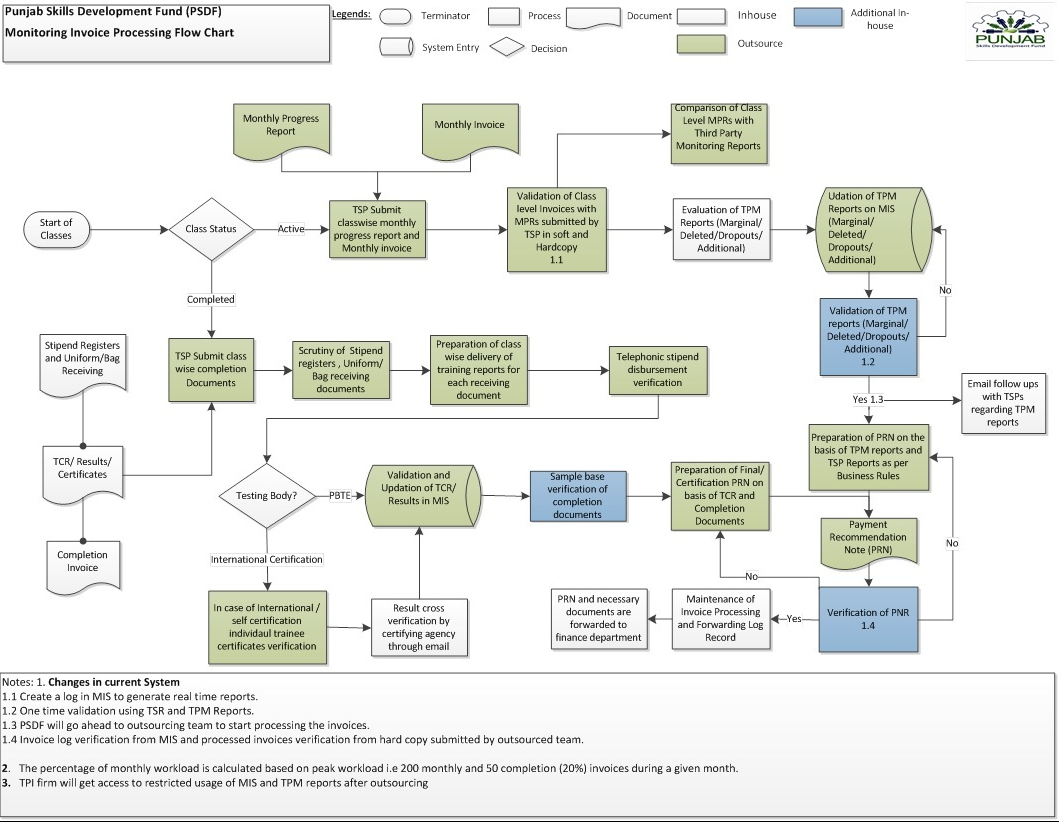 Punjab Skills Development Fund (PSDF)
Monitoring Invoice Processing Flow Chart
Legends:
Terminator
Process
Document
Inhouse
Additional In-
house
System Entry
Decision
Outsource
PUNJAB
Skills Development Fund
Monthly Progress
Report
Monthly Invoice
Comparison of Class
Level MPRs with
Third Party
Monitoring Reports
Start of
Classes
Class Status
Active
TSP Submit
classwise monthly
progress report and
Monthly invoice
Validation of Class
level Invoices with
MPRs submitted by
TSP in soft and
Hardcopy
1.1
Evaluation of TPM
Reports (Marginal/
Deleted/Dropouts/
Additional)
Udation of TPM
Reports on MIS
(Marginal/
Deleted/
Dropouts/
Additional)
No
Completed
Validation of TPM
reports (Marginal/
Deleted/Dropouts/
Additional)
1.2
Stipend Registers
and Uniform/Bag
Receiving
TSP Submit class
wise completion
Documents
Scrutiny of Stipend
registers , Uniform/
Bag receiving
documents
Preparation of class
wise delivery of
training reports for
each receiving
document
Telephonic stipend
disbursement
verification
Yes 1.3
Email follow ups
with TSPs
regarding TPM
reports
TCR/ Results/
Certificates
Preparation of PRN on the
basis of TPM reports and
TSP Reports as per
Business Rules
Testing Body?
PBTE
Validation and
Updation of TCR/
Results in MIS
Sample base
verification of
completion
documents
Preparation of Final/
Certification PRN on
basis of TCR and
Completion
Documents
Payment
Recommendation
Note (PRN)
No
Completion
Invoice
International Certification
No
In case of International /
self certification
individaul trainee
certificates verification
Result cross
verification by
certifying agency
through email
PRN and necessary
documents are
forwarded to
finance department
Maintenance of
Invoice Processing
and Forwarding Log
Record
Yes
Verification of PNR
1.4
Notes: 1. Changes in current System
1.1 Create a log in MIS to generate real time reports.
1.2 One time validation using TSR and TPM Reports.
1.3 PSDF will go ahead to outsourcing team to start processing the invoices.
1.4 Invoice log verification from MIS and processed invoices verification from hard copy submitted by outsourced team.
2. The percentage of monthly workload is calculated based on peak workload i.e 200 monthly and 50 completion (20%) invoices during a given month.
3. TPI firm will get access to restricted usage of MIS and TPM reports after outsourcing